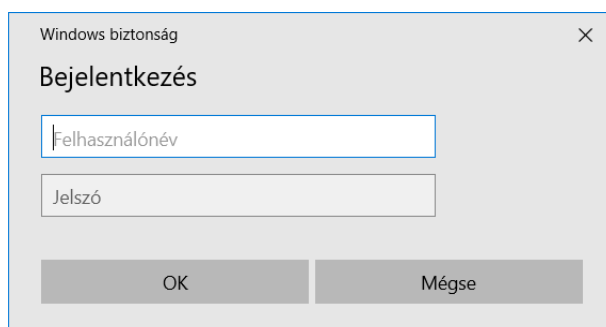 Windows biztonság
Bejelentkezés
Felhasználónév
Jelszó
OK
Mégse